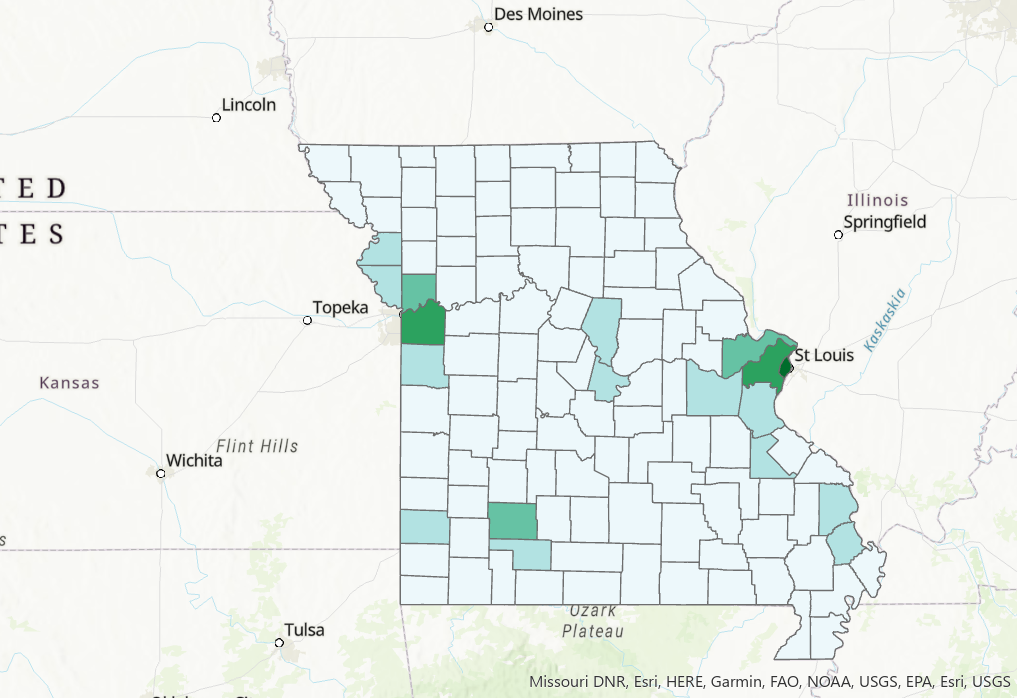 Des Moines
Lincoln
TED
TES
Illinois
Springfield
Topeka
Kaskaskia
St Louis
Kansas
Flint Hills
Wichita
s
Ozark
Plateau
Tulsa
Missouri DNR, Esri, HERE, Garmin, FAO, NOAA, USGS, EPA, Esri, USGS